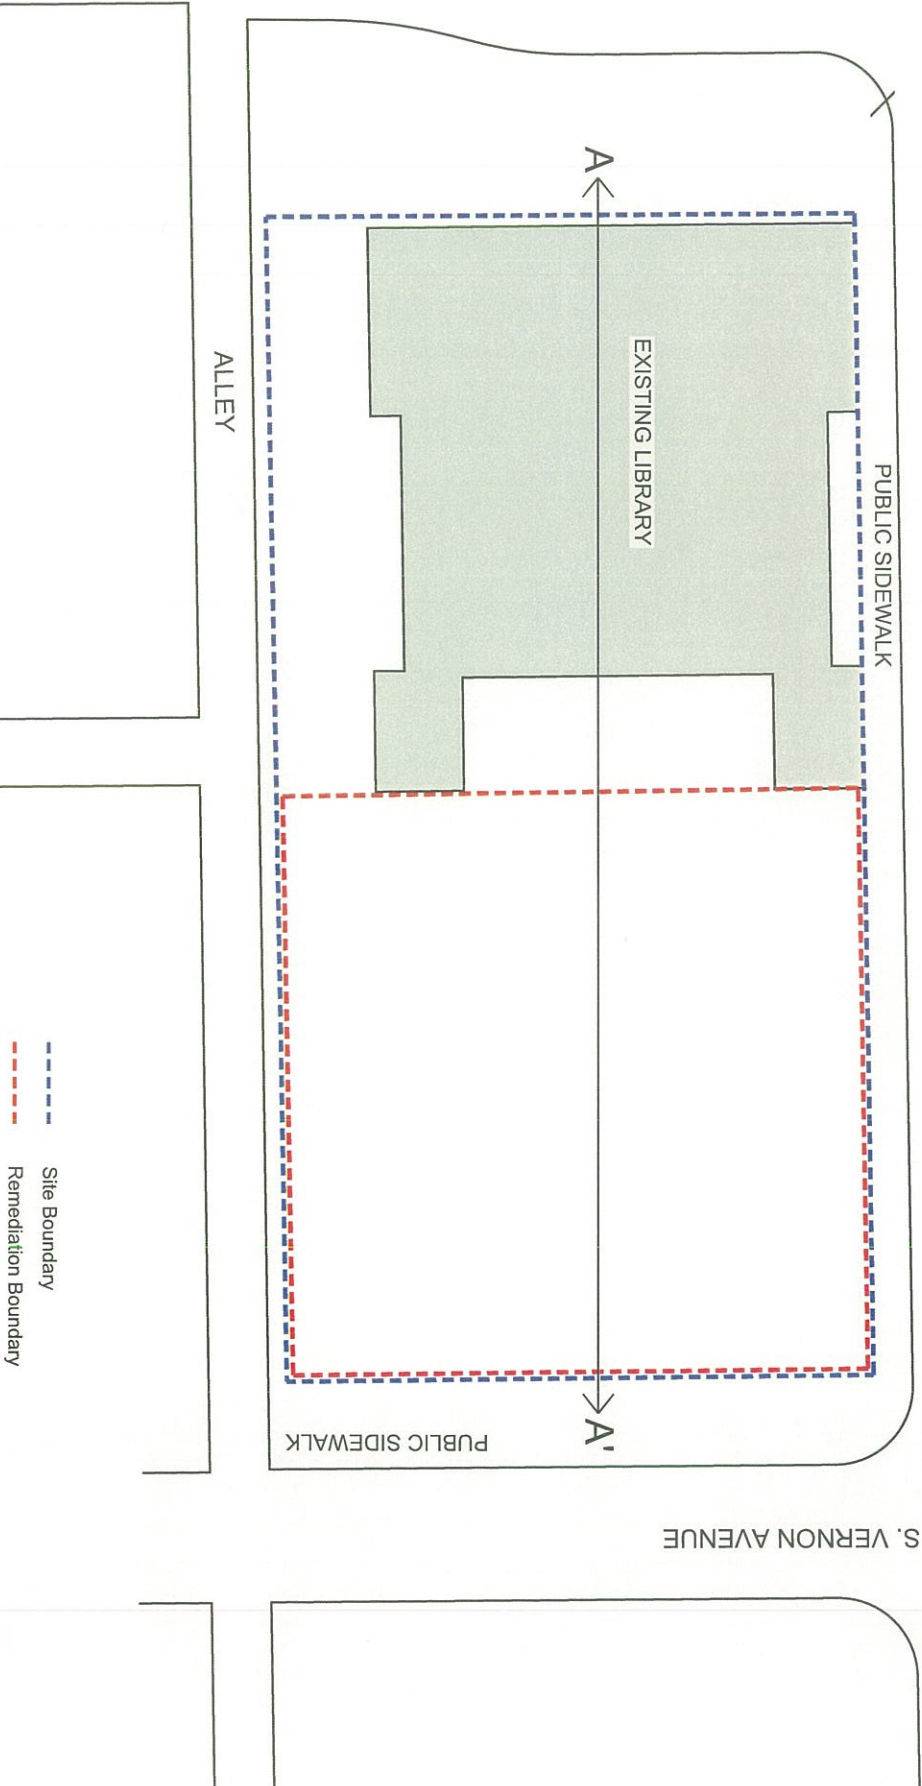 PUBLIC SIDEWALK
EXISTING LIBRARY
A
A'
S. VERNON AVENUE
PUBLIC SIDEWALK
ALLEY
Site Boundary
Remediation Boundary